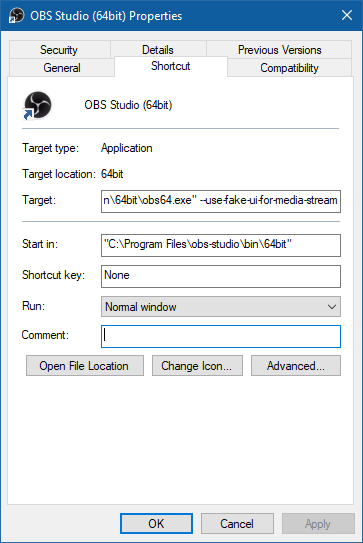 OBS Studio (64bit) Properties
Security Details Previous Versions
General Shortcut Compatibility
OBS Studio (64bit)
Target type: Application
Target location: 64bit
Target: n\64bit\obs64.exe" --use-fake-ui-for-media-stream
Start in: "C:\Program Files\obs-studio\bin\64bit"
Shortcut key: None
Run: Normal window
Comment:
Open File Location Change Icon... Advanced...
OK Cancel Apply